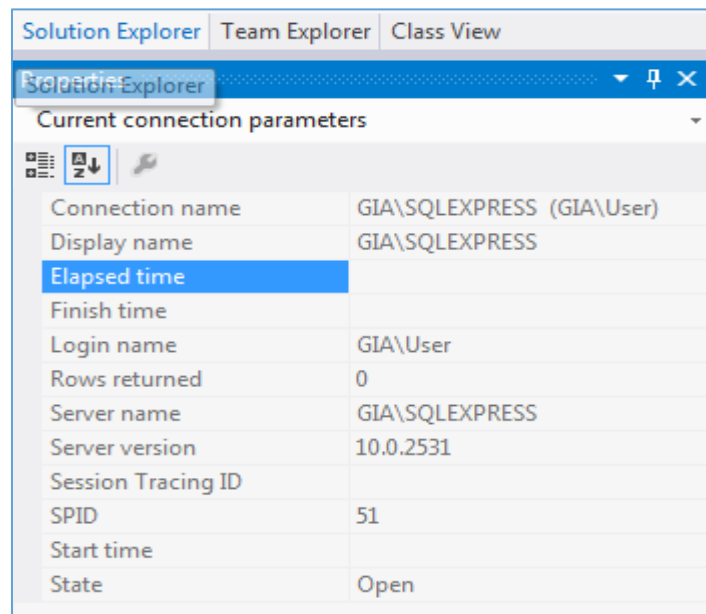 Solution Explorer Team Explorer Class View
Properties
Solution Explorer
Current connection parameters
Connection name GIA\SQLEXPRESS (GIA\User)
Display name GIA\SQLEXPRESS
Elapsed time
Finish time
Login name GIA\User
Rows returned 0
Server name GIA\SQLEXPRESS
Server version 10.0.2531
Session Tracing ID
SPID 51
Start time
State Open